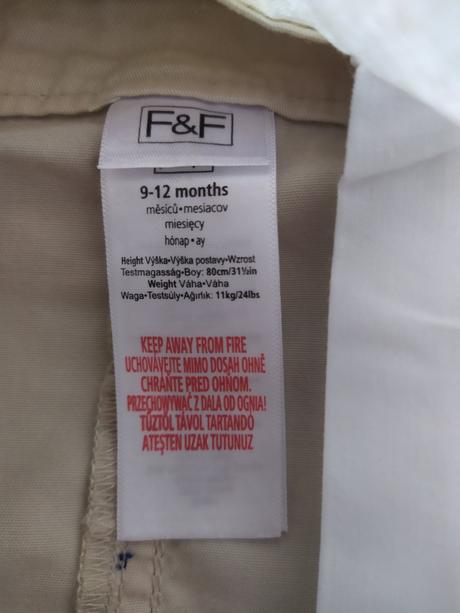 F&F
9-12 months
měsíců•mesiacov
miesięcy
hónap•ay
Height Výška•Výška postavy•Wzrost
Testmagasság•Boy: 80cm/31½in
Weight Váha•Váha
Waga•Testsúly•Ağırlık: 11kg/24lbs
KEEP AWAY FROM FIRE
UCHOVÁVEJTE MIMO DOSAH OHNĚ
CHRÁŇTE PRED OHŇOM.
PRZECHOWYWAĆ Z DALA OD OGNIA!
TŰZTŐL TÁVOL TARTANDÓ
ATEŞTEN UZAK TUTUNUZ